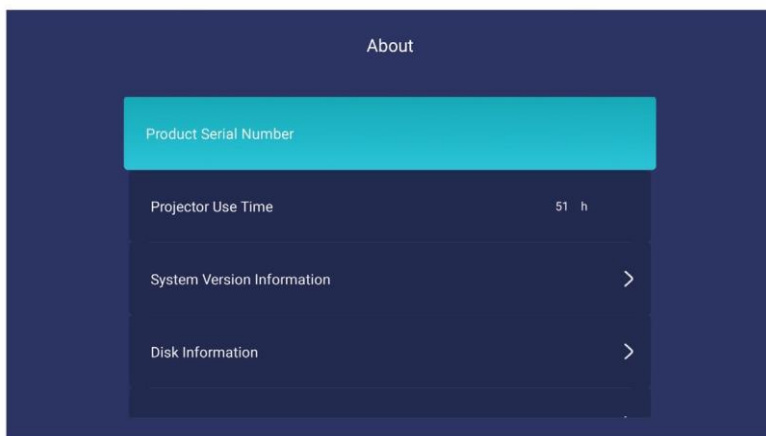 About
Product Serial Number
Projector Use Time 51 h
System Version Information
Disk Information